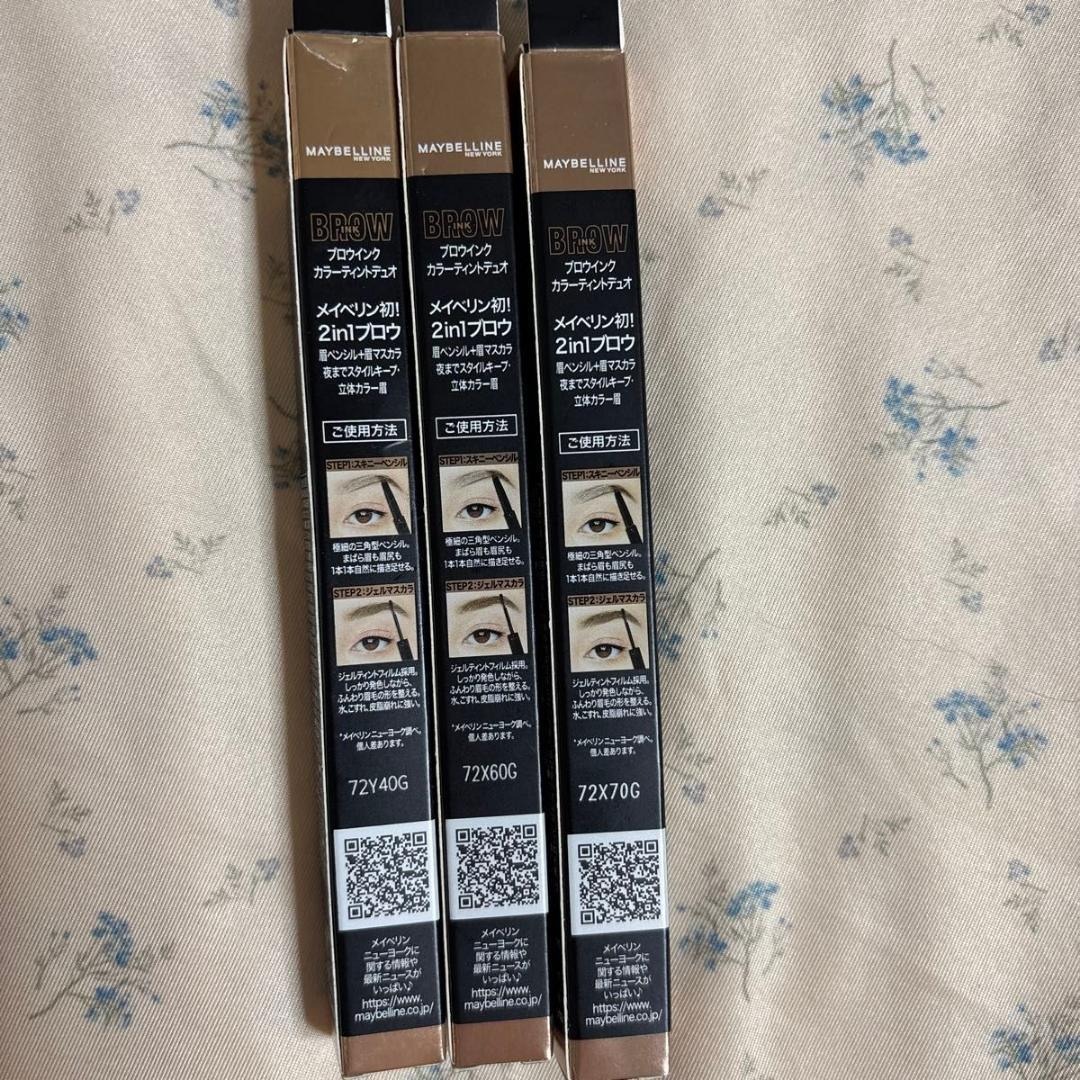 MAYBELLINE
NEW YORK
BROW
INK
ブロウインク
カラーティントデュオ
メイベリン初!
2in1ブロウ
眉ペンシル+眉マスカラ
夜までスタイルキープ*
立体カラー眉
ご使用方法
STEP1:スキニーペンシル
極細の三角型ペンシル。
まばら眉も眉尻も
1本1本自然に描き足せる。
STEP2:ジェルマスカラ
ジェルティントフィルム採用。
しっかり発色しながら、
ふんわり眉毛の形を整える。
水、こすれ、皮脂崩れに強い。
*メイベリン ニューヨーク調べ。
個人差あります。
72Y40G
メイベリン
ニューヨークに
関する情報や
最新ニュースが
いっぱい♪
https://www.
maybelline.co.jp/
MAYBELLINE
NEW YORK
BROW
INK
ブロウインク
カラーティントデュオ
メイベリン初!
2in1ブロウ
眉ペンシル+眉マスカラ
夜までスタイルキープ*
立体カラー眉
ご使用方法
STEP1:スキニーペンシル
極細の三角型ペンシル。
まばら眉も眉尻も
1本1本自然に描き足せる。
STEP2:ジェルマスカラ
ジェルティントフィルム採用。
しっかり発色しながら、
ふんわり眉毛の形を整える。
水、こすれ、皮脂崩れに強い。
*メイベリン ニューヨーク調べ。
個人差あります。
72X60G
メイベリン
ニューヨークに
関する情報や
最新ニュースが
いっぱい♪
https://www.
maybelline.co.jp/
MAYBELLINE
NEW YORK
BROW
INK
ブロウインク
カラーティントデュオ
メイベリン初!
2in1ブロウ
眉ペンシル+眉マスカラ
夜までスタイルキープ*
立体カラー眉
ご使用方法
STEP1:スキニーペンシル
極細の三角型ペンシル。
まばら眉も眉尻も
1本1本自然に描き足せる。
STEP2:ジェルマスカラ
ジェルティントフィルム採用。
しっかり発色しながら、
ふんわり眉毛の形を整える。
水、こすれ、皮脂崩れに強い。
*メイベリン ニューヨーク調べ。
個人差あります。
72X70G
メイベリン
ニューヨークに
関する情報や
最新ニュースが
いっぱい♪
https://www.
maybelline.co.jp/